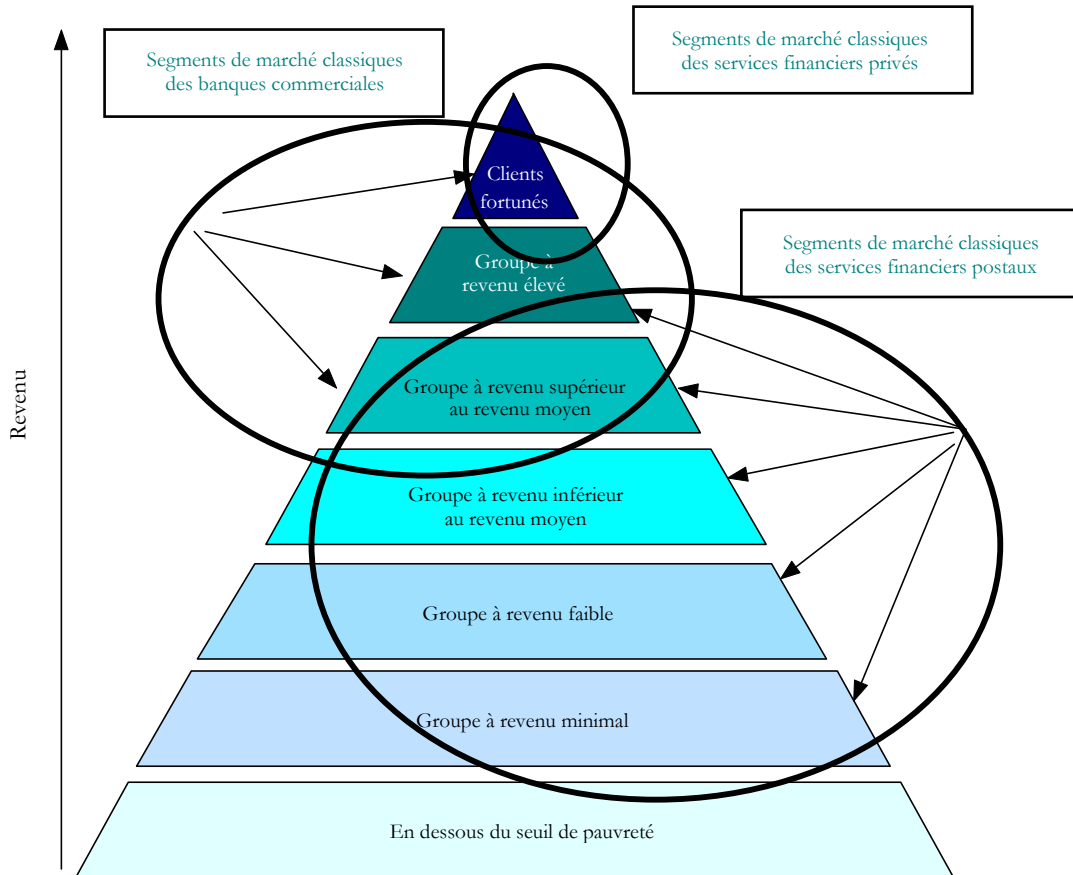 Segments de marché classiques
des banques commerciales
Segments de marché classiques
des services financiers privés
Clients
fortunés
Segments de marché classiques
des services financiers postaux
Groupe à
revenu élevé
Revenu
Groupe à revenu supérieur
au revenu moyen
Groupe à revenu inférieur
au revenu moyen
Groupe à revenu faible
Groupe à revenu minimal
En dessous du seuil de pauvreté